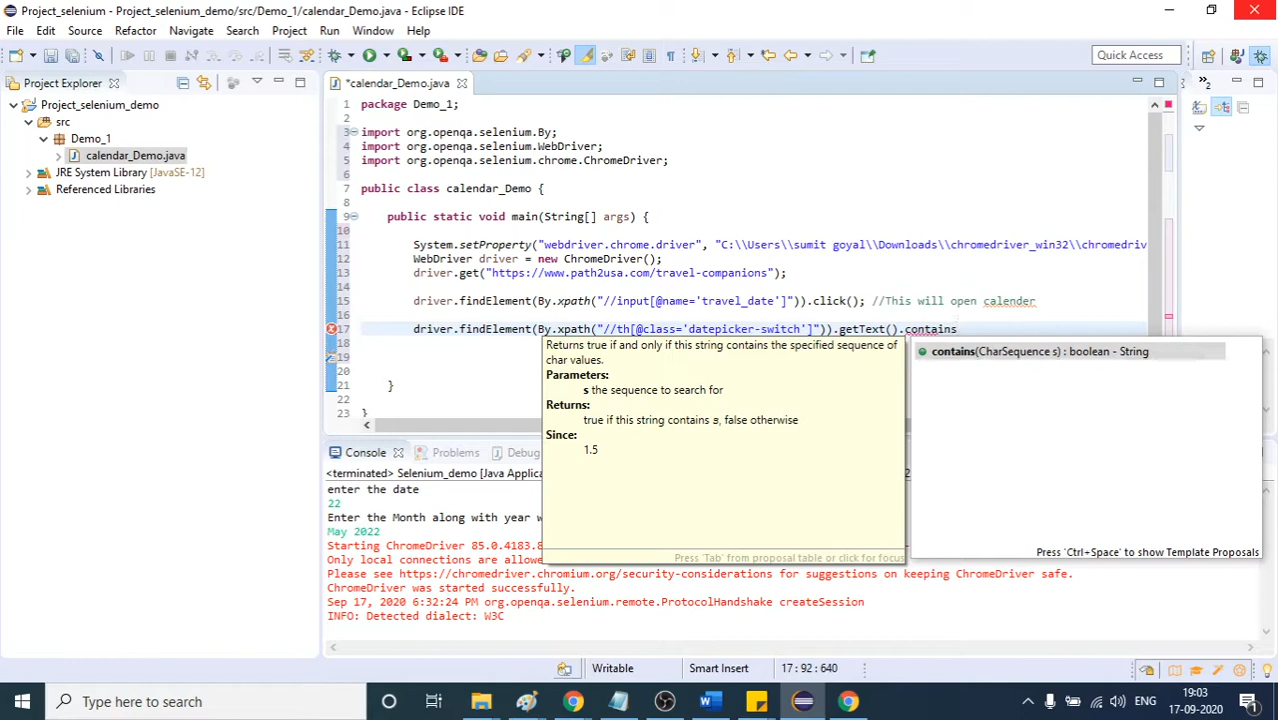 Project_selenium - Project_selenium_demo/src/Demo_1/calendar_Demo.java - Eclipse IDE
File Edit Source Refactor Navigate Search Project Run Window Help
Quick Access
Project Explorer
*calendar_Demo.java
2
Project_selenium_demo
src
Demo_1
calendar_Demo.java
JRE System Library [JavaSE-12]
Referenced Libraries
1 package Demo_1;
2
3 import org.openqa.selenium.By;
4 import org.openqa.selenium.WebDriver;
5 import org.openqa.selenium.chrome.ChromeDriver;
6
7 public class calendar_Demo {
8
9 public static void main(String[] args) {
10
11 System.setProperty("webdriver.chrome.driver", "C:\\Users\\sumit goyal\\Downloads\\chromedriver_win32\\chromedriv
12 WebDriver driver = new ChromeDriver();
13 driver.get("https://www.path2usa.com/travel-companions");
14
15 driver.findElement(By.xpath("//input[@name='travel_date']")).click(); //This will open calender
16
17 driver.findElement(By.xpath("//th[@class='datepicker-switch']")).getText().contains
18
19
20
21 }
22
23 }
Returns true if and only if this string contains the specified sequence of
char values.
Parameters:
s the sequence to search for
Returns:
true if this string contains s, false otherwise
Since:
1.5
Press 'Tab' from proposal table or click for focus
contains(CharSequence s) : boolean - String
Press 'Ctrl+Space' to show Template Proposals
Console Problems Debug
<terminated> Selenium_demo [Java Applic
enter the date
22
Enter the Month along with year w
May 2022
Starting ChromeDriver 85.0.4183.8
Only local connections are allowe
Please see https://chromedriver.chromium.org/security-considerations for suggestions on keeping ChromeDriver safe.
ChromeDriver was started successfully.
Sep 17, 2020 6:32:24 PM org.openqa.selenium.remote.ProtocolHandshake createSession
INFO: Detected dialect: W3C
Writable Smart Insert 17 : 92 : 640
Type here to search
ENG
19:03
17-09-2020
1